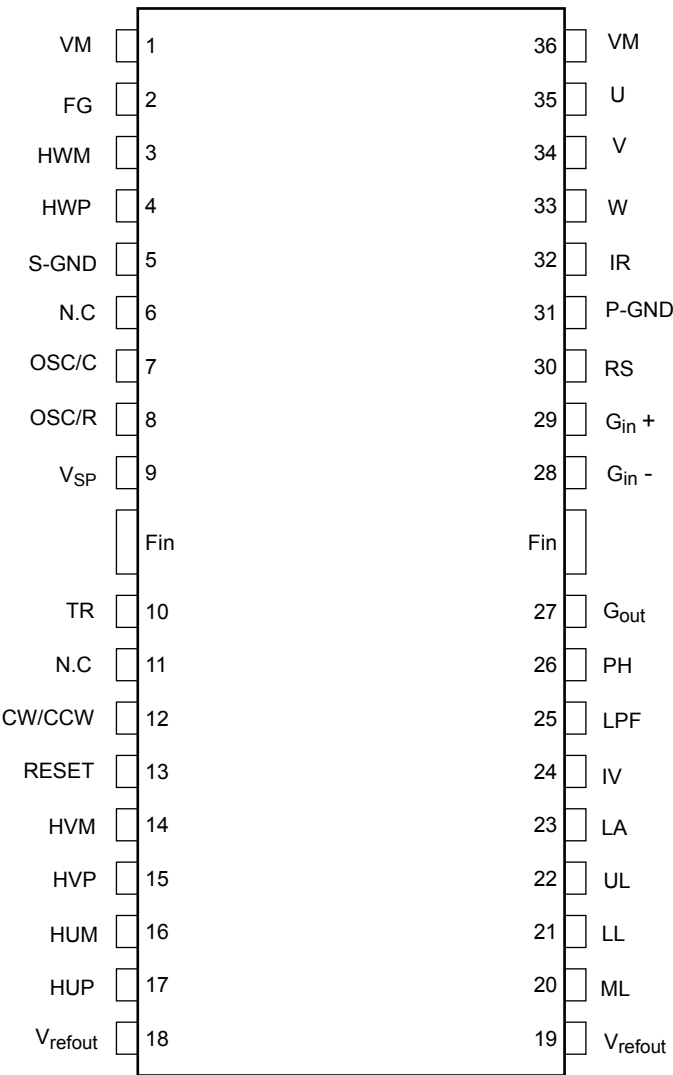 VM 1 36 VM
FG 2 35 U
HWM 3 34 V
HWP 4 33 W
S-GND 5 32 IR
N.C 6 31 P-GND
OSC/C 7 30 RS
OSC/R 8 29 Gin +
VSP 9 28 Gin -
Fin Fin
TR 10 27 Gout
N.C 11 26 PH
CW/CCW 12 25 LPF
RESET 13 24 IV
HVM 14 23 LA
HVP 15 22 UL
HUM 16 21 LL
HUP 17 20 ML
Vrefout 18 19 Vrefout